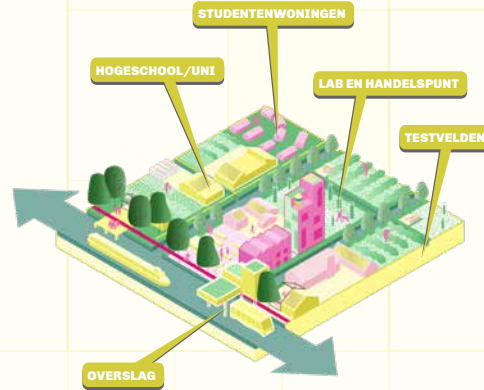 STUDENTENWONINGEN
HOGESCHOOL/UNI
LAB EN HANDELSPUNT
TESTVELDEN
OVERSLAG